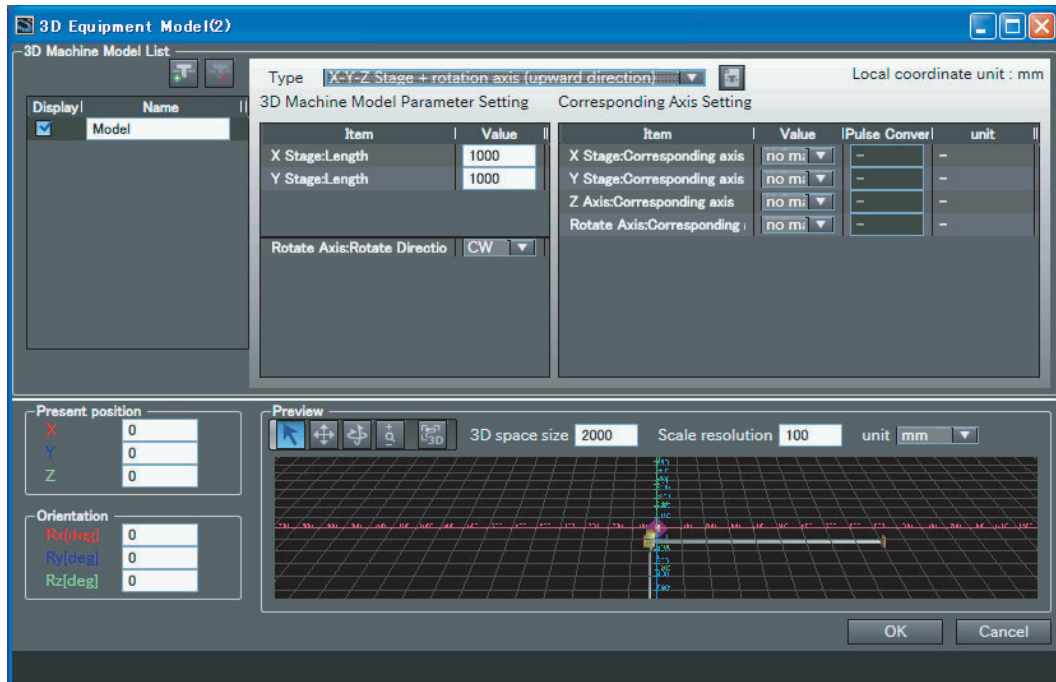 3D Equipment Model(2)
3D Machine Model List
Type X-Y-Z Stage + rotation axis (upward direction) Local coordinate unit : mm
3D Machine Model Parameter Setting Corresponding Axis Setting
Display Name
Model
Item Value
X Stage:Length 1000
Y Stage:Length 1000
Rotate Axis:Rotate Directio CW
Item Value Pulse Conver unit
X Stage:Corresponding axis no m - -
Y Stage:Corresponding axis no m - -
Z Axis:Corresponding axis no m - -
Rotate Axis:Corresponding no m - -
Present position
X 0
Y 0
Z 0
Orientation
Rx[deg] 0
Ry[deg] 0
Rz[deg] 0
Preview
3D space size 2000 Scale resolution 100 unit mm
OK Cancel